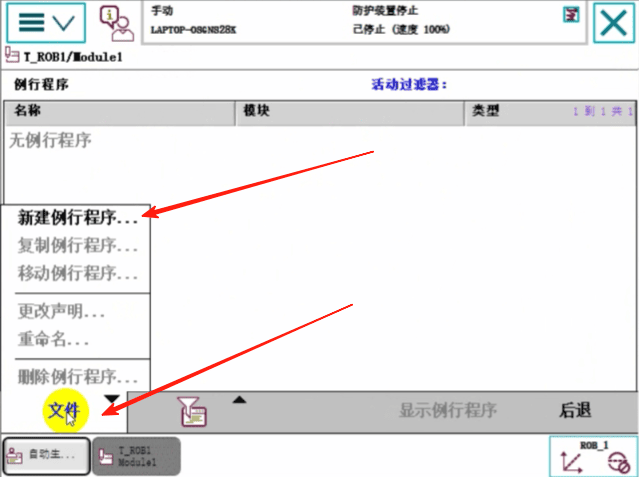 手动
防护装置停止
LAPTOP-OSGNS28X
已停止 (速度 100%)
T_ROB1/Module1
例行程序
活动过滤器：
名称
模块
类型
1 到 1 共 1
无例行程序
新建例行程序...
复制例行程序...
移动例行程序...
更改声明...
重命名...
删除例行程序...
文件
显示例行程序
后退
自动生...
T_ROB1
Module1
ROB_1